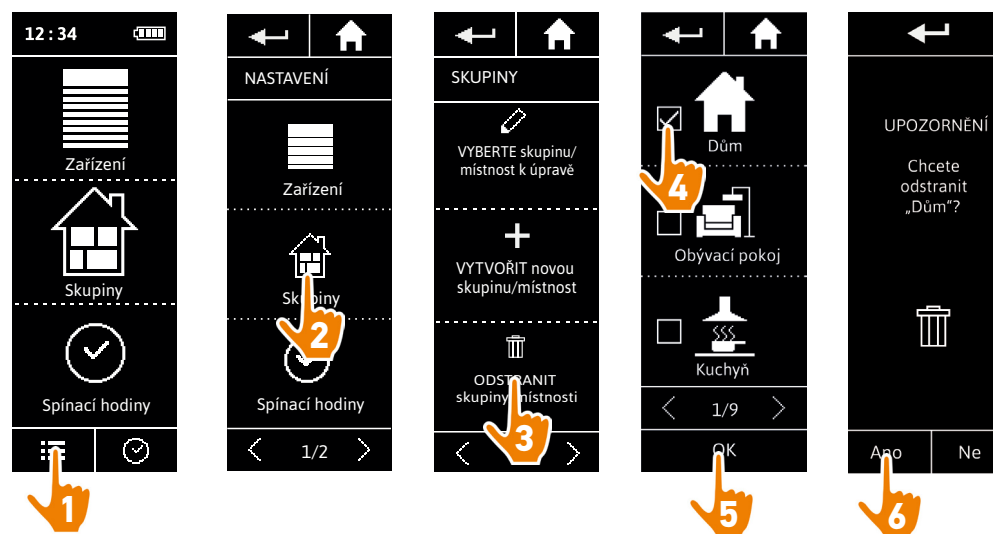 12:34
Zařízení
Skupiny
Spínací hodiny
1
NASTAVENÍ
Zařízení
Skupiny
2
Spínací hodiny
1/2
SKUPINY
VYBERTE skupinu/
místnost k úpravě
VYTVOŘIT novou
skupinu/místnost
ODSTRANIT
skupiny/místnosti
3
Dům
4
Obývací pokoj
Kuchyň
1/9
OK
5
UPOZORNĚNÍ
Chcete
odstranit
„Dům“?
Ano
Ne
6